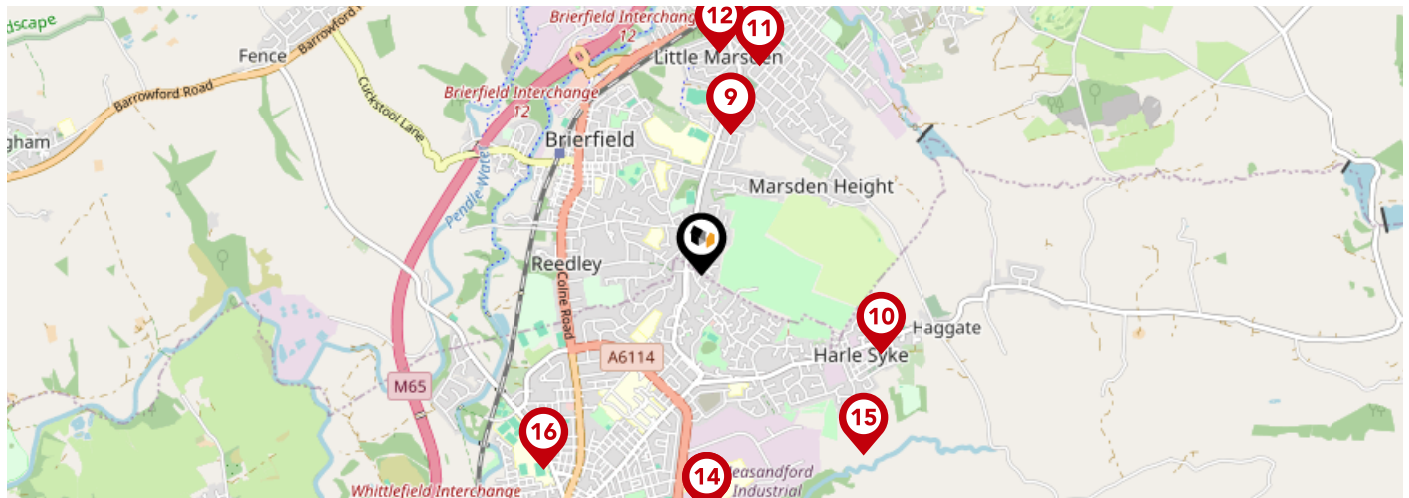 dscape
Fence
Barrowford
Barrowford Road
gham
Cuckstool Lane
Brierfield Interchang
12
12
11
Little Marsden
Brierfield Interchange
12
9
Brierfield
Pendle Water
Marsden Height
Reedley
Colne Road
10
Haggate
Harle Syke
A6114
M65
16
15
14
leasandford
Industrial
Whittlefield Interchange